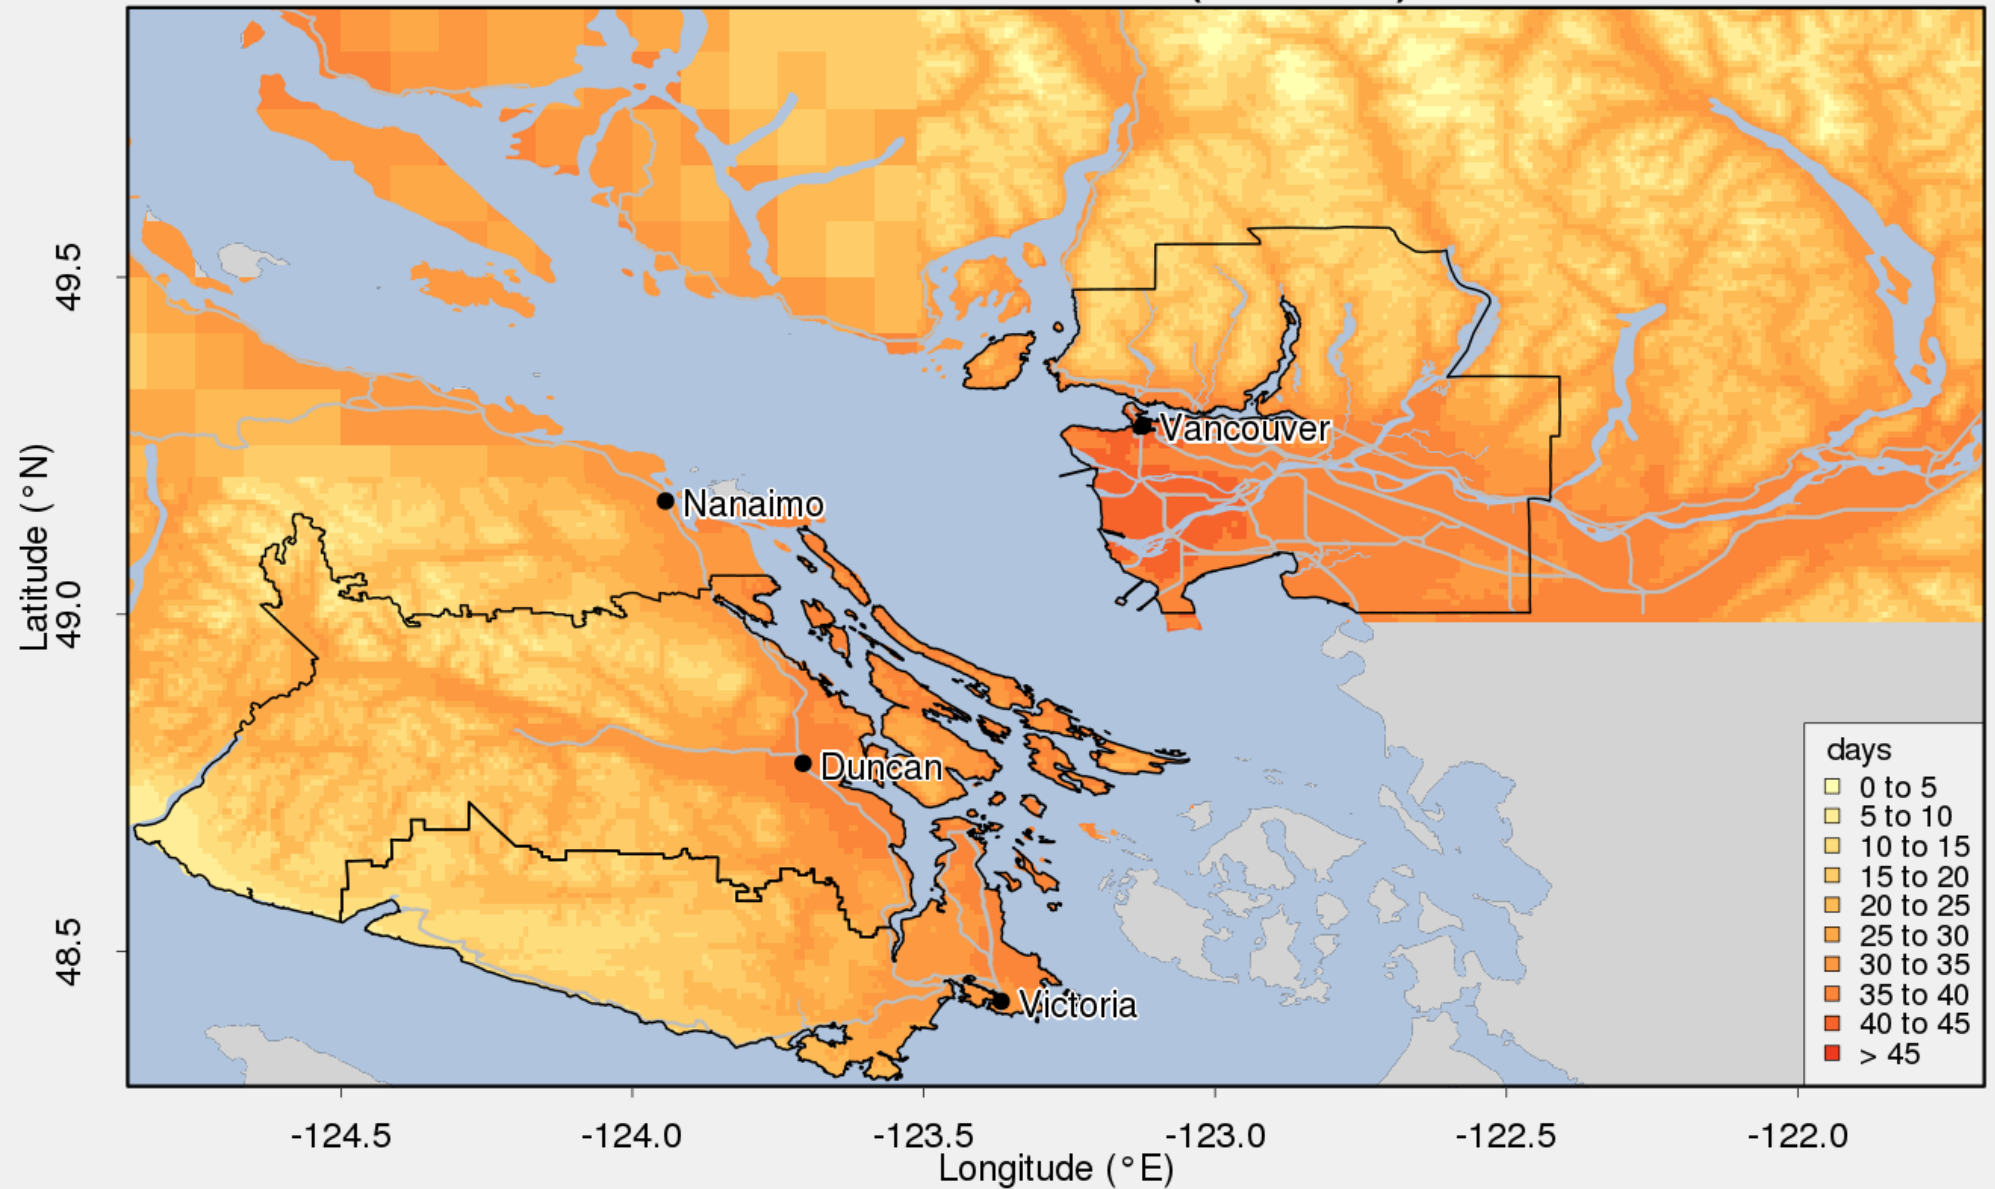 49.5
49.0
48.5
Latitude (°N)
Vancouver
Nanaimo
Duncan
Victoria
days
0 to 5
5 to 10
10 to 15
15 to 20
20 to 25
25 to 30
30 to 35
35 to 40
40 to 45
> 45
-124.5
-124.0
-123.5
-123.0
-122.5
-122.0
Longitude (°E)